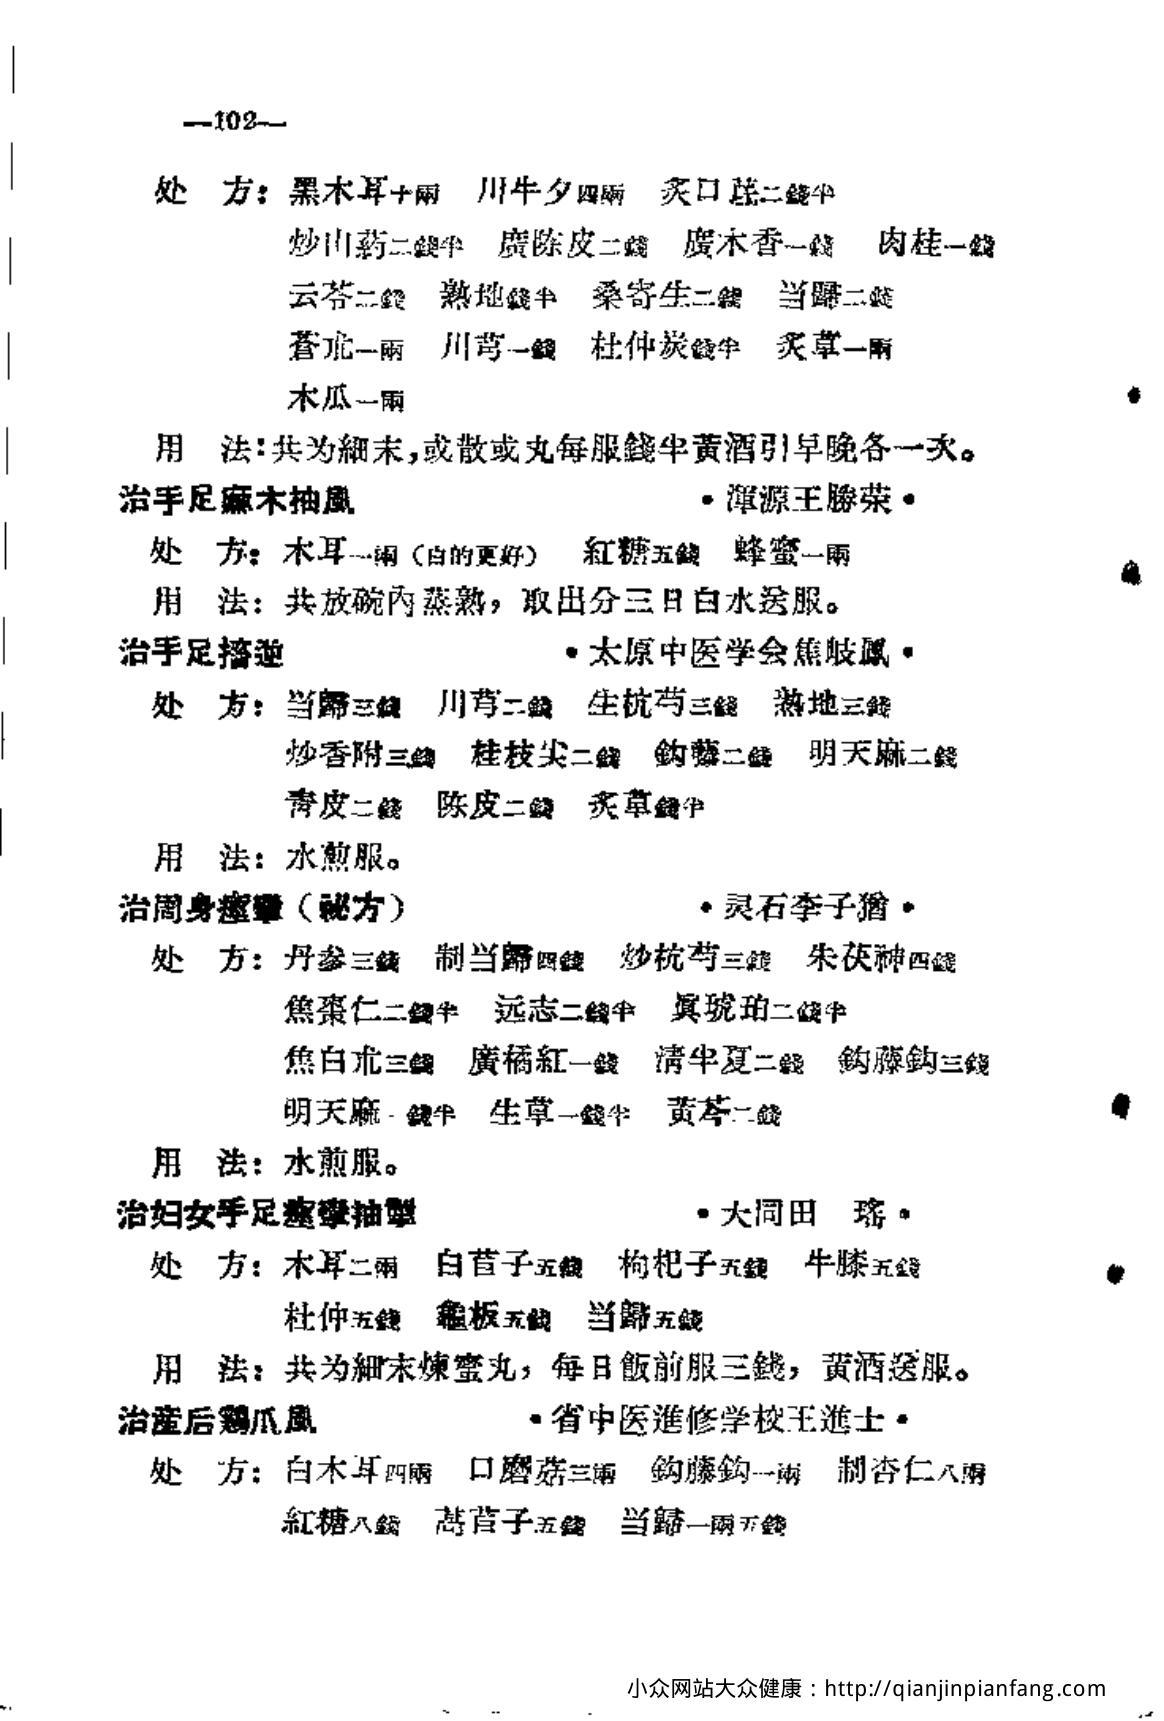 —102—
处　方：黑木耳十兩　川牛夕四兩　炙口芪二錢半
炒山葯二錢半　廣陈皮二錢　廣木香一錢　肉桂一錢
云苓二錢　熟地錢半　桑寄生二錢　当歸二錢
蒼朮一兩　川芎一錢　杜仲炭錢半　炙草一兩
木瓜一兩
用　法：共为細末，或散或丸每服錢半黃酒引早晚各一次。
治手足麻木抽風　•渾源王勝荣•
处　方：木耳一兩（白的更好）　紅糖五錢　蜂蜜一兩
用　法：共放碗內蒸熟，取出分三日白水送服。
治手足搐逆　•太原中医学会焦岐鳳•
处　方：当歸三錢　川芎二錢　生杭芍三錢　熟地三錢
炒香附三錢　桂枝尖二錢　鈎藤二錢　明天麻二錢
靑皮二錢　陈皮二錢　炙草錢半
用　法：水煎服。
治周身痙攣（祕方）　•灵石李子猶•
处　方：丹参三錢　制当歸四錢　炒杭芍三錢　朱茯神四錢
焦棗仁二錢半　远志二錢半　眞琥珀二錢半
焦白朮三錢　廣橘紅一錢　淸半夏二錢　鈎藤鈎三錢
明天麻一錢半　生草一錢半　黃芩二錢
用　法：水煎服。
治妇女手足痙攣抽掣　•大同田　瑤•
处　方：木耳二兩　白苣子五錢　枸杞子五錢　牛膝五錢
杜仲五錢　龜板五錢　当歸五錢
用　法：共为細末煉蜜丸，每日飯前服三錢，黃酒送服。
治産后鷄爪風　•省中医進修学校王進士•
处　方：白木耳四兩　口蘑菇三兩　鈎藤鈎一兩　制杏仁八兩
紅糖八錢　萵苣子五錢　当歸一兩五錢
小众网站大众健康：http://qianjinpianfang.com